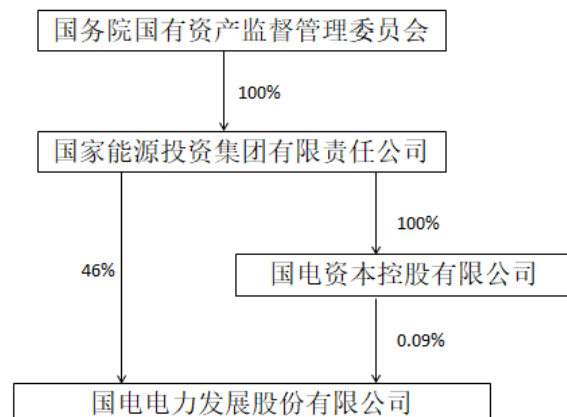 国务院国有资产监督管理委员会
100%
国家能源投资集团有限责任公司
100%
46%
国电资本控股有限公司
0.09%
国电电力发展股份有限公司